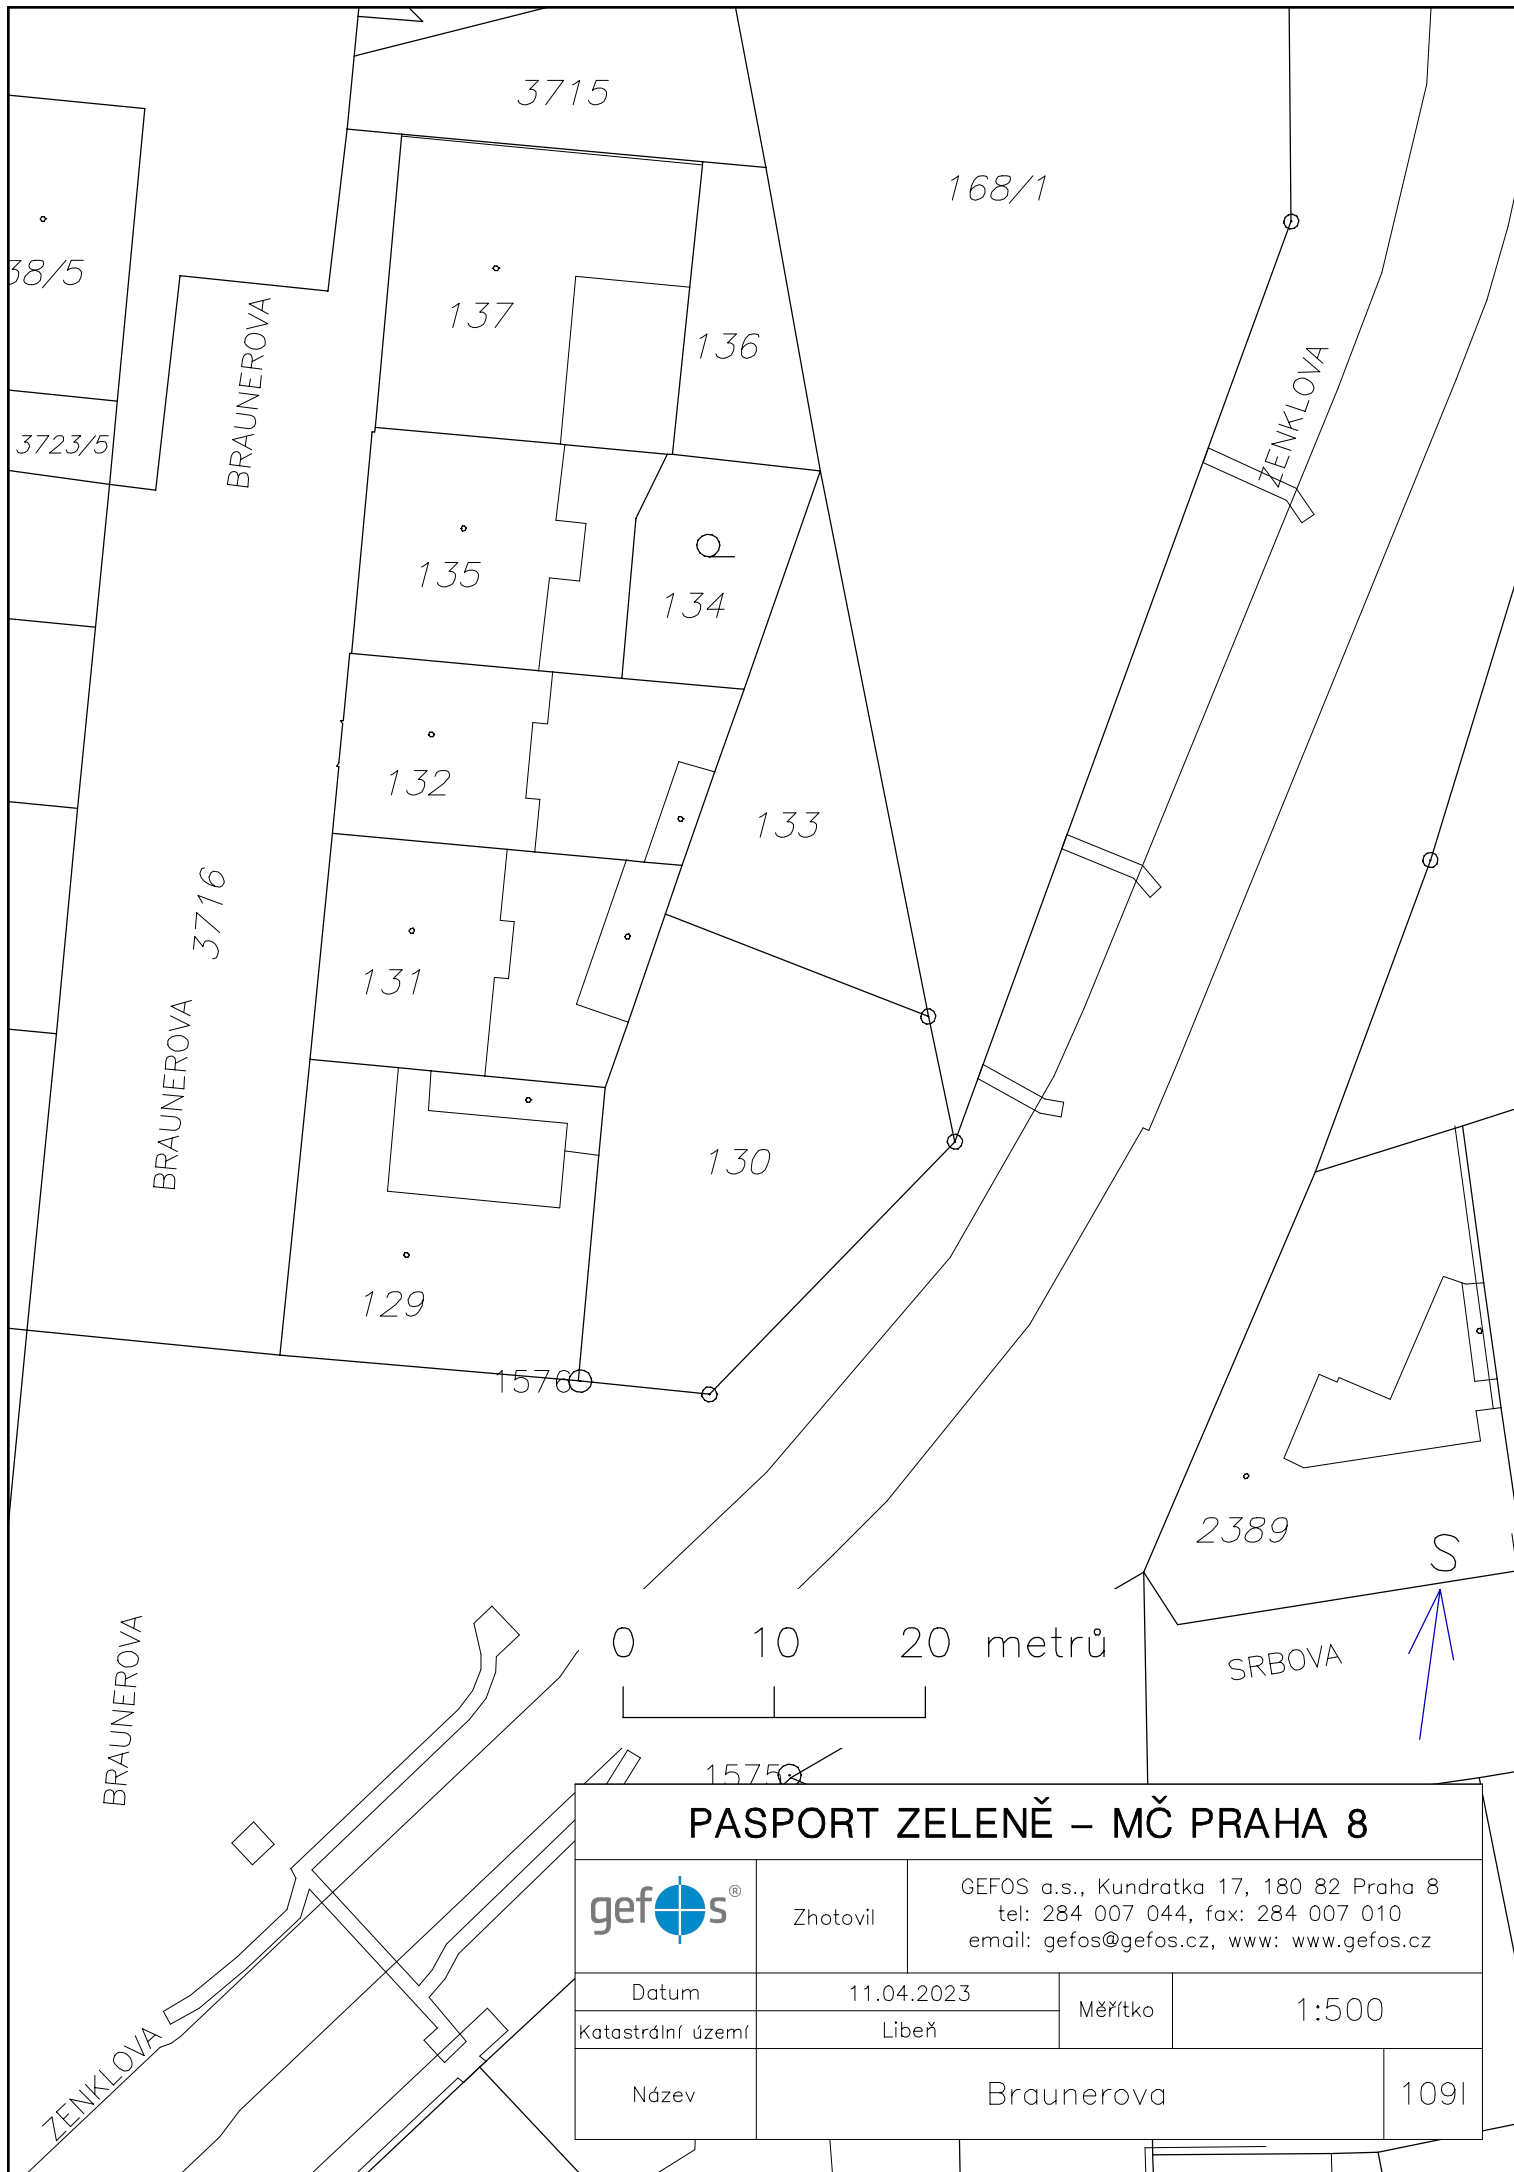 3715
168/1
38/5
137
136
BRAUNEROVA
ZENKLOVA
3723/5
135
134
132
133
3716
131
BRAUNEROVA
130
129
1576
2389
S
0 10 20 metrů
SRBOVA
BRAUNEROVA
1575
PASPORT ZELENĚ – MČ PRAHA 8
gefos®
Zhotovil
GEFOS a.s., Kundratka 17, 180 82 Praha 8
tel: 284 007 044, fax: 284 007 010
email: gefos@gefos.cz, www: www.gefos.cz
Datum
11.04.2023
Měřítko
1:500
Katastrální území
Libeň
ZENKLOVA
Název
Braunerova
109I